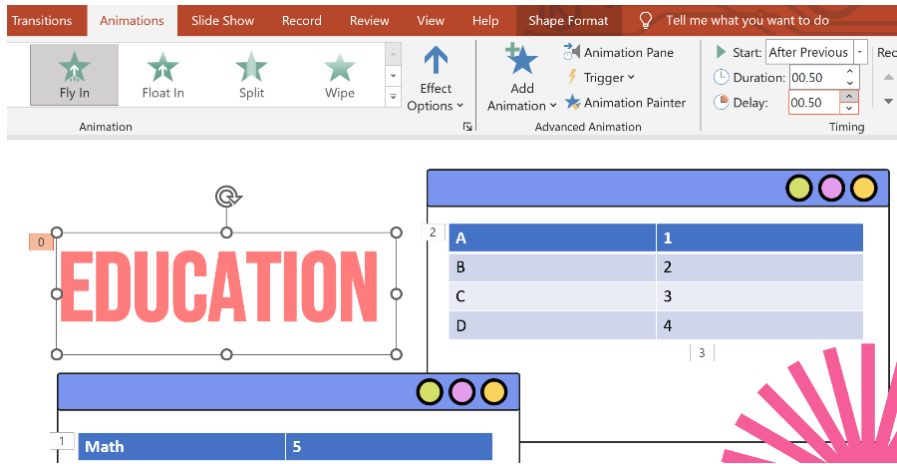 Transitions Animations Slide Show Record Review View Help Shape Format Tell me what you want to do
Fly In Float In Split Wipe
Effect Options
Add Animation
Animation Pane
Trigger
Animation Painter
Start: After Previous
Duration: 00.50
Delay: 00.50
Rec
Animation Advanced Animation Timing
0
EDUCATION
2
A 1
B 2
C 3
D 4
3
1
Math 5